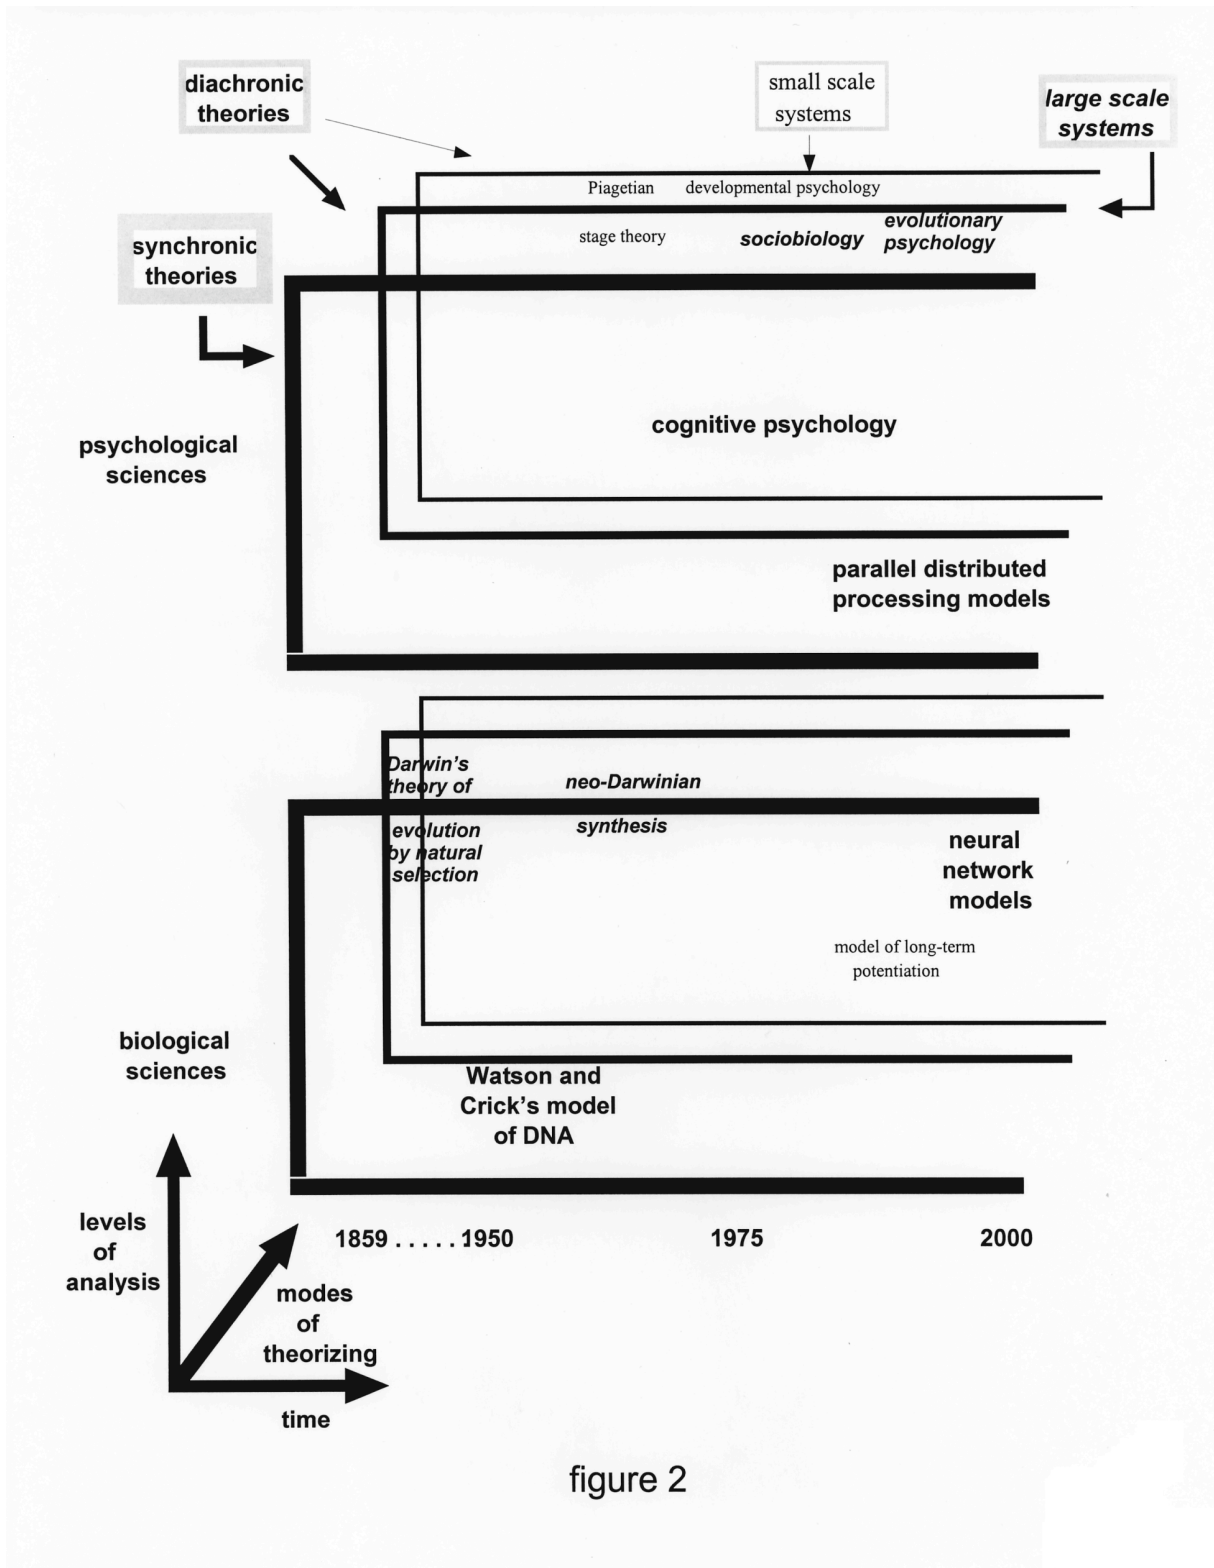 diachronic
theories
small scale
systems
large scale
systems
Piagetian developmental psychology
synchronic
theories
stage theory
sociobiology
evolutionary
psychology
psychological
sciences
cognitive psychology
parallel distributed
processing models
Darwin's
theory of
evolution
by natural
selection
neo-Darwinian
synthesis
neural
network
models
model of long-term
potentiation
biological
sciences
Watson and
Crick's model
of DNA
levels
of
analysis
1859 . . . . . 1950 1975 2000
modes
of
theorizing
time
figure 2